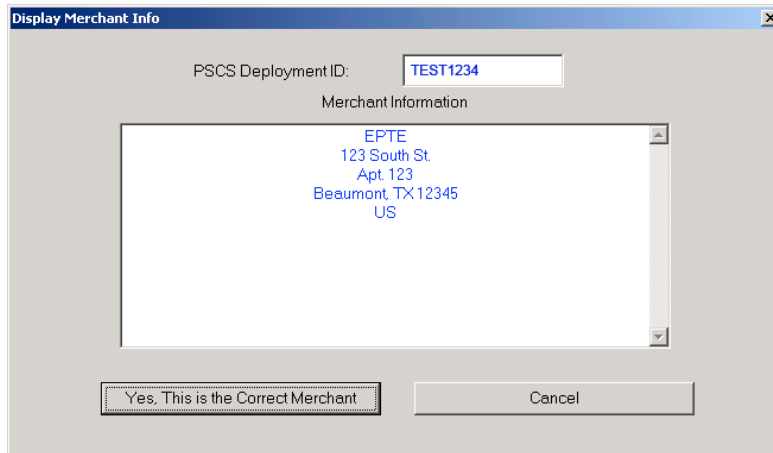 Display Merchant Info
PSCS Deployment ID: TEST1234
Merchant Information
EPTE
123 South St.
Apt. 123
Beaumont, TX 12345
US
Yes, This is the Correct Merchant Cancel